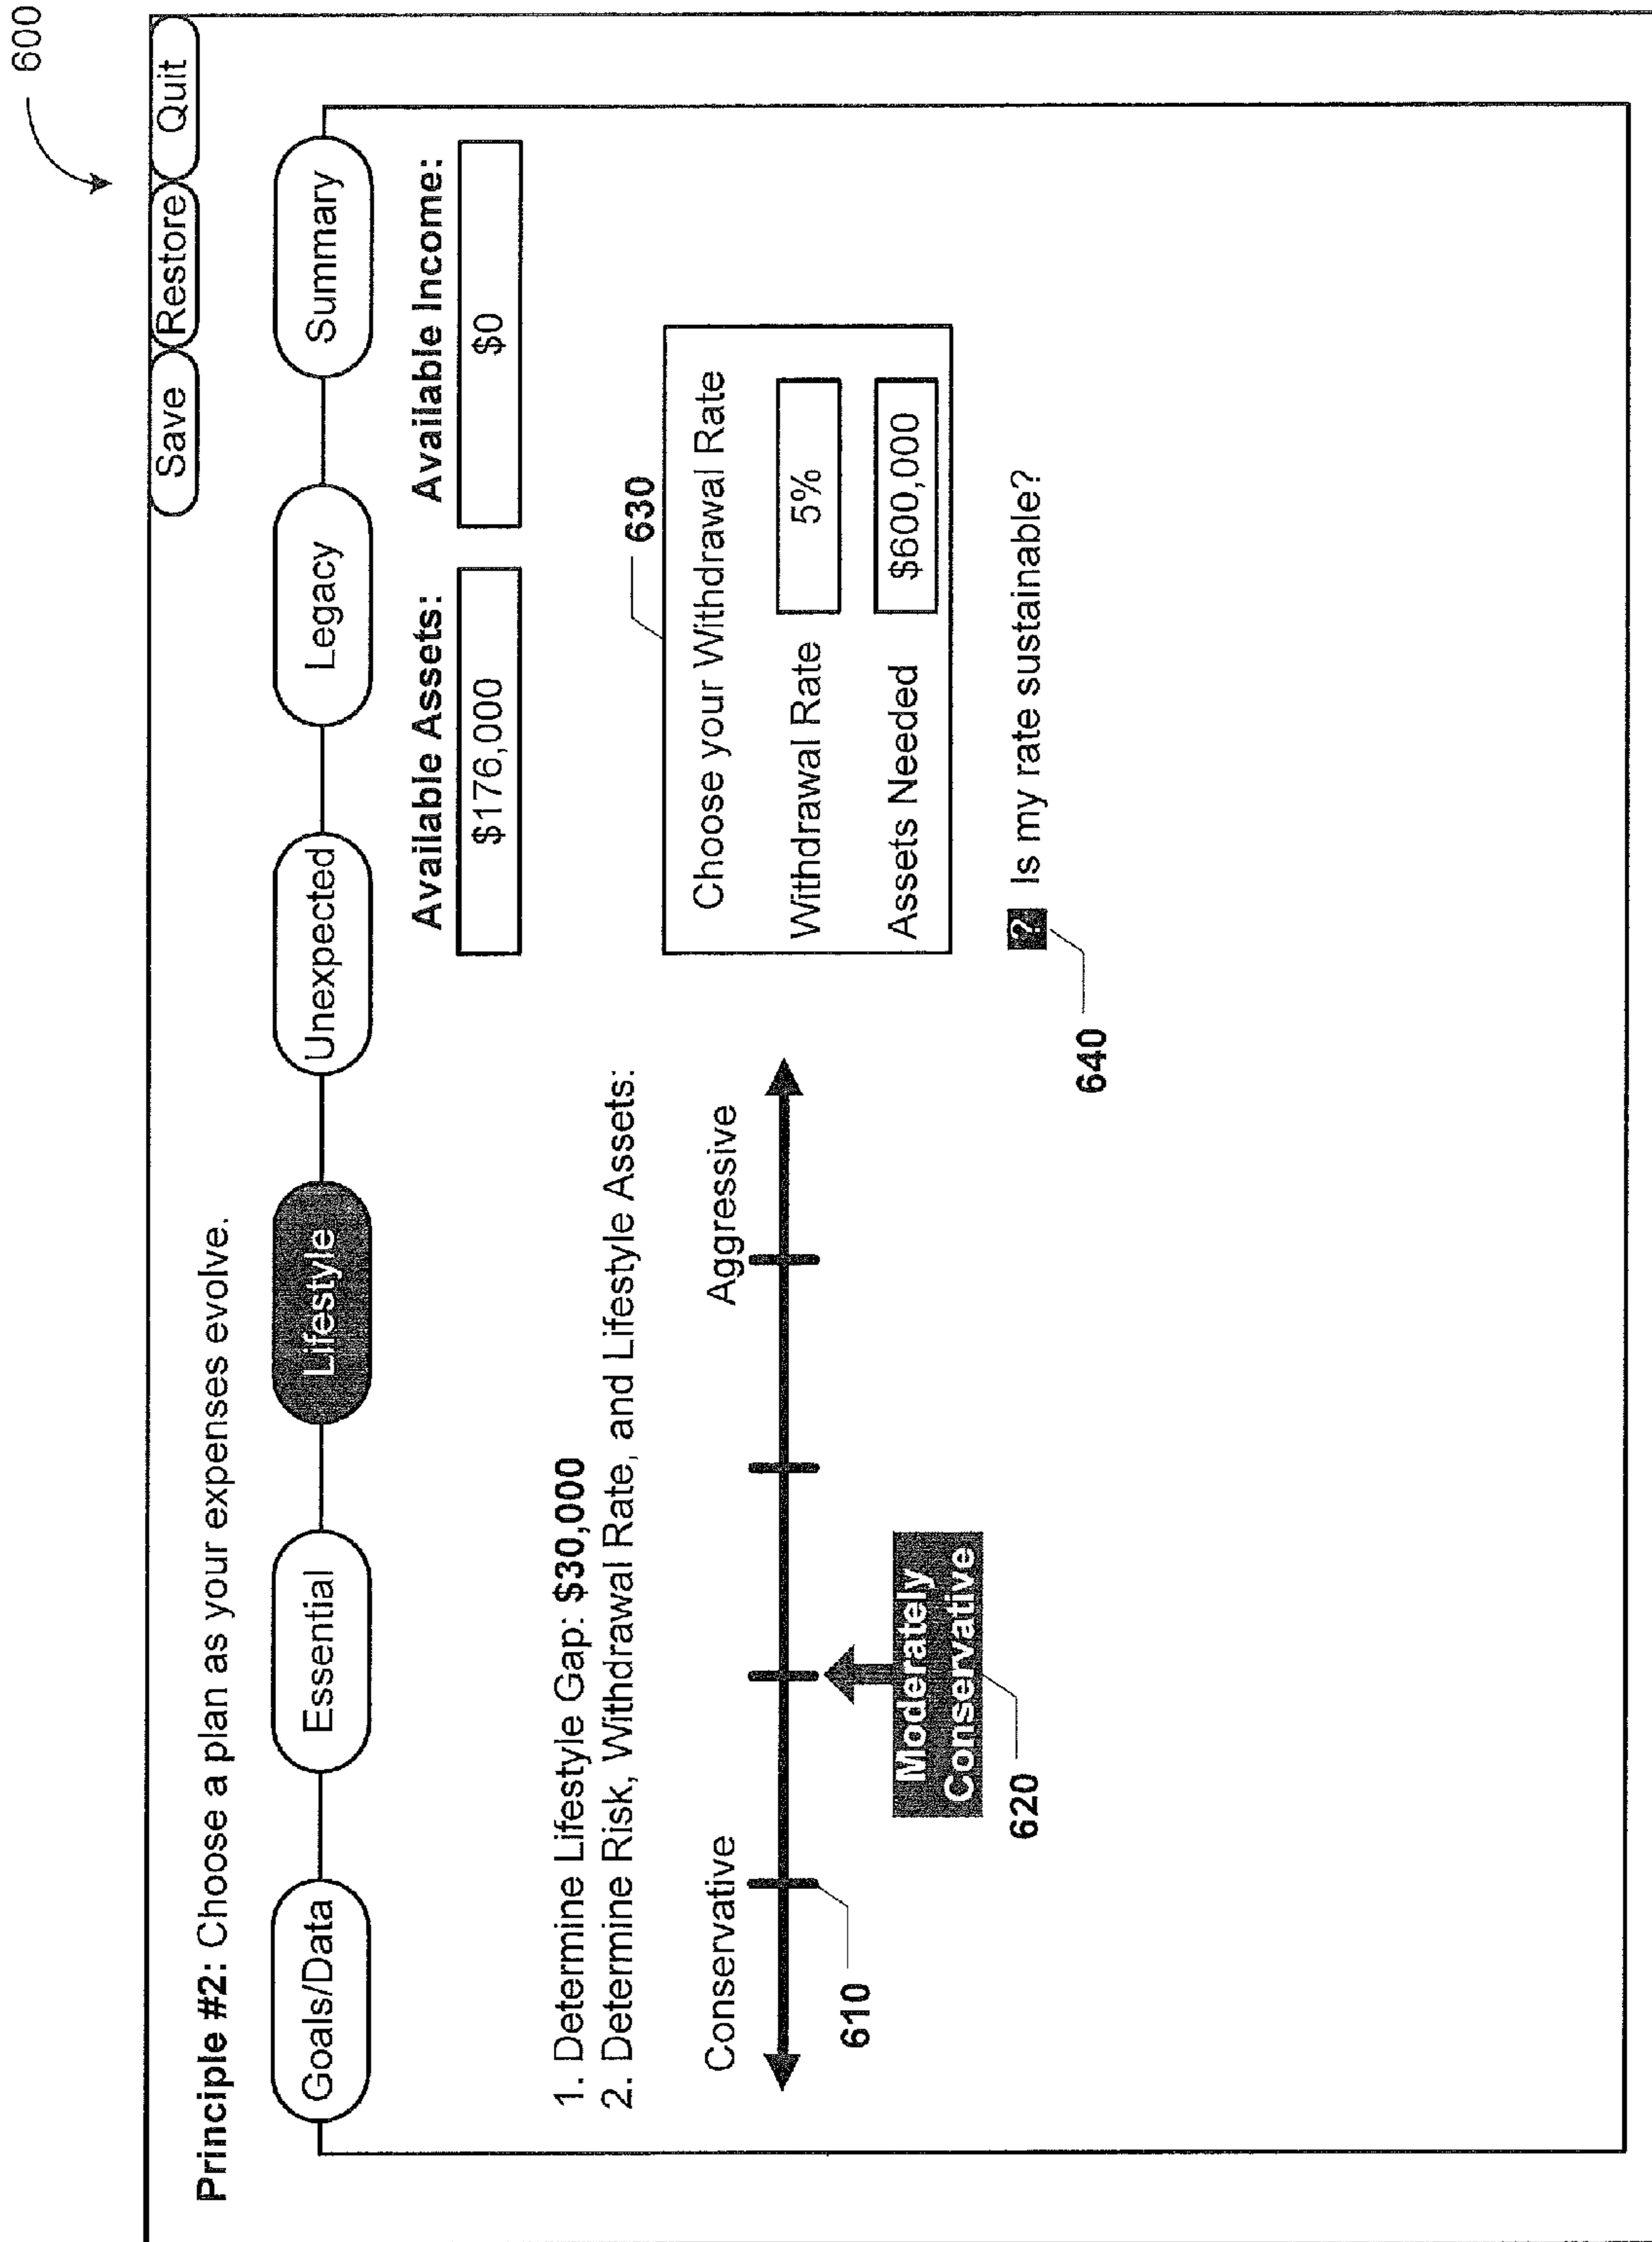 600
Save Restore Quit
Principle #2: Choose a plan as your expenses evolve.
Goals/Data Essential Lifestyle Unexpected Legacy Summary
Available Assets: Available Income:
$176,000 $0
1. Determine Lifestyle Gap: $30,000
2. Determine Risk, Withdrawal Rate, and Lifestyle Assets:
630
Conservative Aggressive
Choose your Withdrawal Rate
Withdrawal Rate 5%
Assets Needed $600,000
610
Moderately
Conservative
620
? Is my rate sustainable?
640